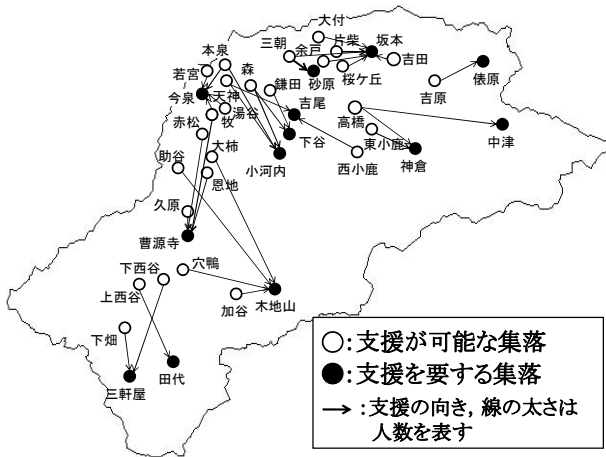 大付
三朝
余戸
片柴
坂本
本泉
若宮
森
鎌田
砂原
桜ケ丘
吉田
吉原
俵原
今泉
天神
湯谷
吉尾
赤松
牧
高橋
大柿
下谷
東小鹿
中津
助谷
恩地
小河内
西小鹿
神倉
久原
曹源寺
下西谷
穴鴨
上西谷
加谷
木地山
下畑
三軒屋
田代
○:支援が可能な集落
●:支援を要する集落
→:支援の向き，線の太さは
人数を表す